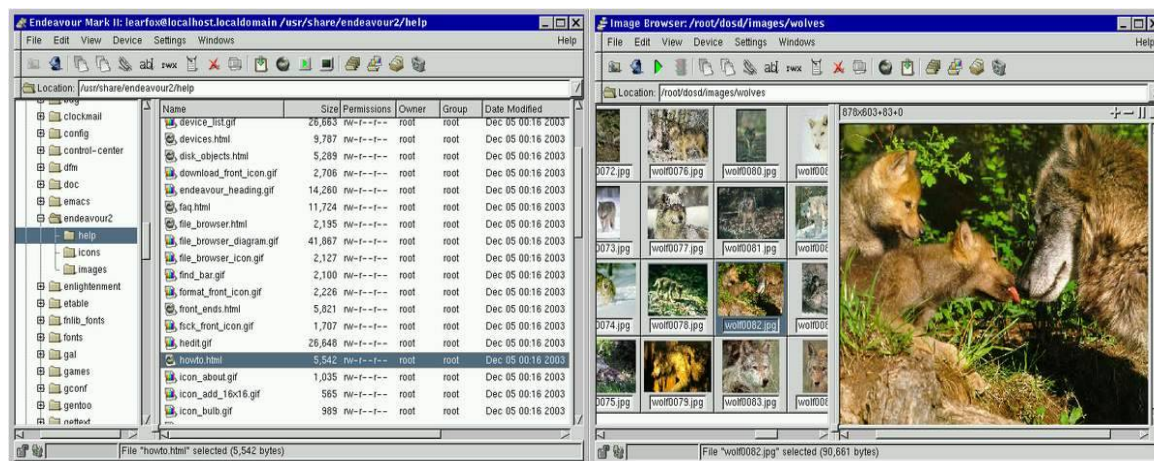 Endeavour Mark II: learfox@localhost.localdomain /usr/share/endeavour2/help
File Edit View Device Settings Windows Help
Location: /usr/share/endeavour2/help
bug
clockmail
config
control-center
dfm
doc
emacs
endeavour2
help
icons
images
enlightenment
etable
fnlib_fonts
fonts
gal
games
gconf
gentoo
gettext
Name Size Permissions Owner Group Date Modified
device_list.gif 26,663 rw-r--r-- root root Dec 05 00:16 2003
devices.html 9,787 rw-r--r-- root root Dec 05 00:16 2003
disk_objects.html 5,289 rw-r--r-- root root Dec 05 00:16 2003
download_front_icon.gif 2,706 rw-r--r-- root root Dec 05 00:16 2003
endeavour_heading.gif 14,260 rw-r--r-- root root Dec 05 00:16 2003
faq.html 11,724 rw-r--r-- root root Dec 05 00:16 2003
file_browser.html 2,195 rw-r--r-- root root Dec 05 00:16 2003
file_browser_diagram.gif 41,867 rw-r--r-- root root Dec 05 00:16 2003
file_browser_icon.gif 2,127 rw-r--r-- root root Dec 05 00:16 2003
find_bar.gif 2,100 rw-r--r-- root root Dec 05 00:16 2003
format_front_icon.gif 2,226 rw-r--r-- root root Dec 05 00:16 2003
front_ends.html 5,821 rw-r--r-- root root Dec 05 00:16 2003
fsck_front_icon.gif 1,707 rw-r--r-- root root Dec 05 00:16 2003
hedit.gif 26,648 rw-r--r-- root root Dec 05 00:16 2003
howto.html 5,542 rw-r--r-- root root Dec 05 00:16 2003
icon_about.gif 1,035 rw-r--r-- root root Dec 05 00:16 2003
icon_add_16x16.gif 565 rw-r--r-- root root Dec 05 00:16 2003
icon_bulb.gif 989 rw-r--r-- root root Dec 05 00:16 2003
File "howto.html" selected (5,542 bytes)
Image Browser: /root/dosd/images/wolves
File Edit View Device Settings Windows Help
Location: /root/dosd/images/wolves
878x603+83+0
0072.jpg wolf0076.jpg wolf0080.jpg wolf0
0073.jpg wolf0077.jpg wolf0081.jpg wolf0
0074.jpg wolf0078.jpg wolf0082.jpg wolf0
0075.jpg wolf0079.jpg wolf0083.jpg wolf0
File "wolf0082.jpg" selected (90,661 bytes)